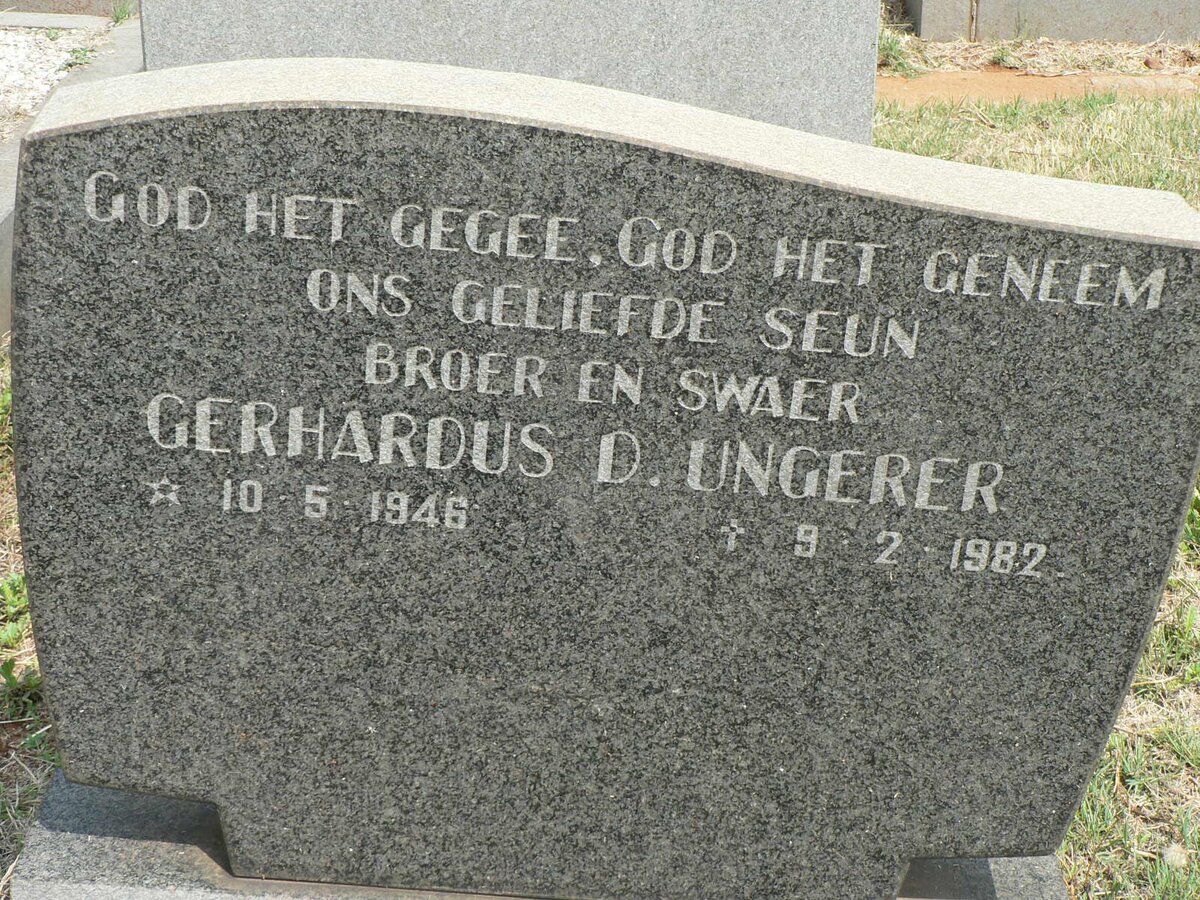 GOD HET GEGEE, GOD HET GENEEM
ONS GELIEFDE SEUN
BROER EN SWAER
GERHARDUS D. UNGERER
☆ 10·5·1946 † 9·2·1982.